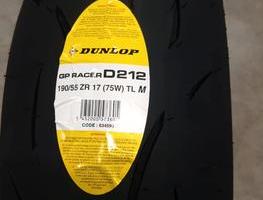 DUNLOP
GP RACER D212
190/55 ZR 17 (75W) TL M